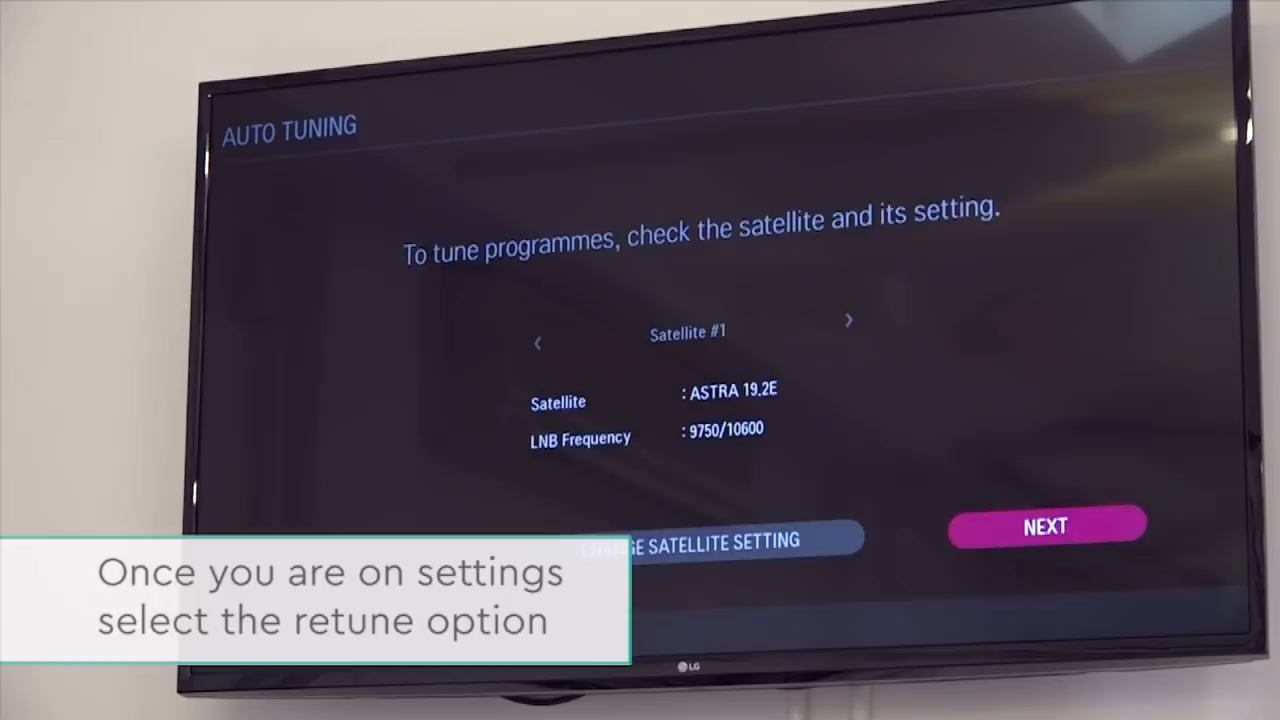 AUTO TUNING
To tune programmes, check the satellite and its setting.
‹ Satellite #1 ›
Satellite : ASTRA 19.2E
LNB Frequency : 9750/10600
CHANGE SATELLITE SETTING
NEXT
Once you are on settings
select the retune option
LG